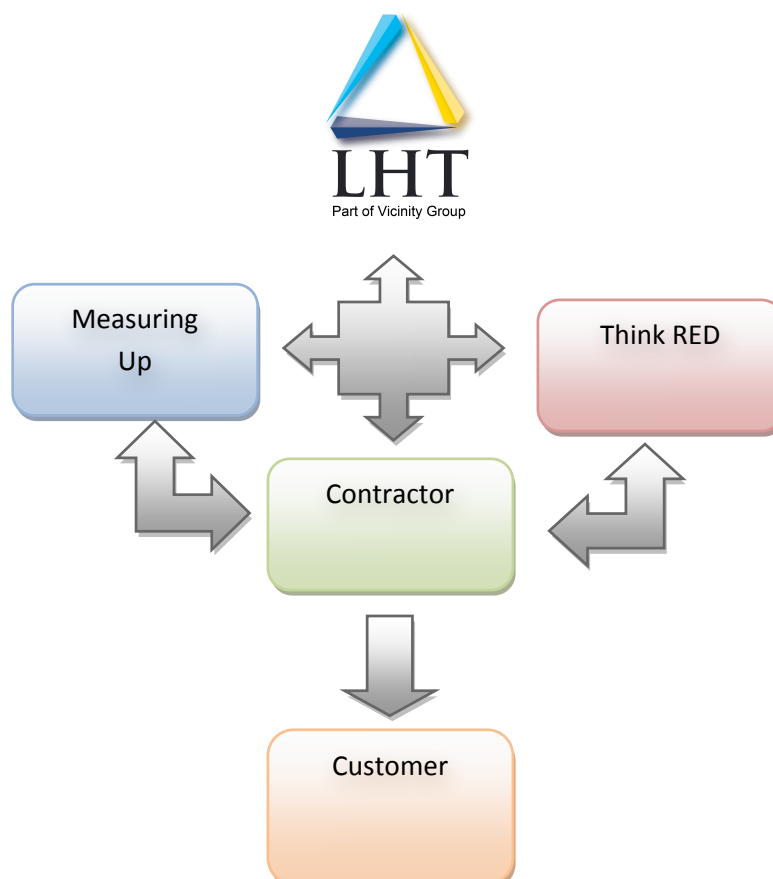 LHT
Part of Vicinity Group
Measuring
Up
Think RED
Contractor
Customer